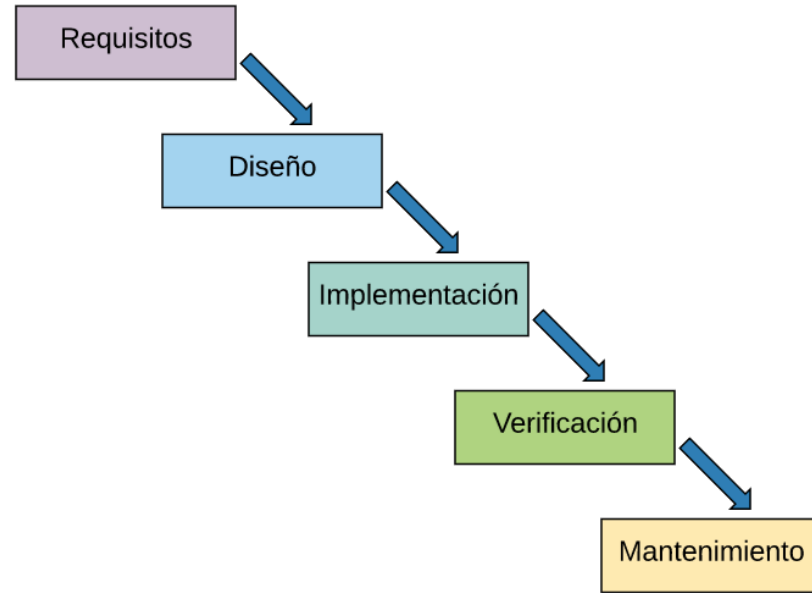 Requisitos
Diseño
Implementación
Verificación
Mantenimiento